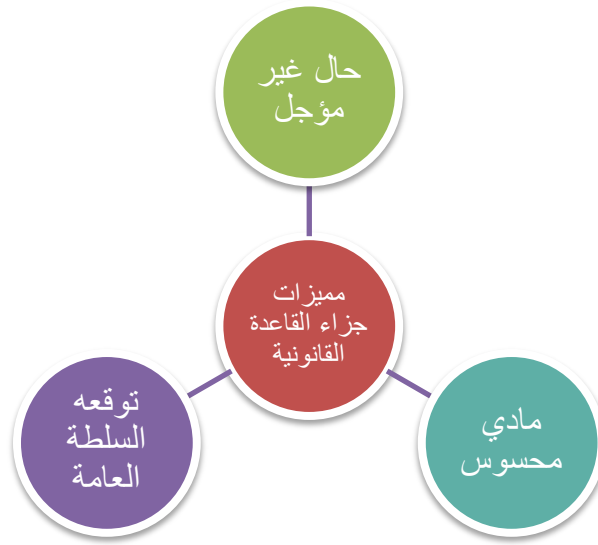 حال غير
مؤجل
مميزات
جزاء القاعدة
القانونية
مادي
محسوس
توقعه
السلطة
العامة